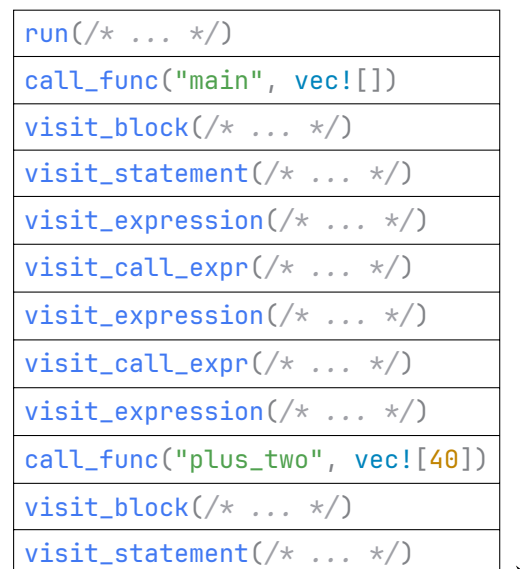 run(/* ... */)
call_func("main", vec![])
visit_block(/* ... */)
visit_statement(/* ... */)
visit_expression(/* ... */)
visit_call_expr(/* ... */)
visit_expression(/* ... */)
visit_call_expr(/* ... */)
visit_expression(/* ... */)
call_func("plus_two", vec![40])
visit_block(/* ... */)
visit_statement(/* ... */)